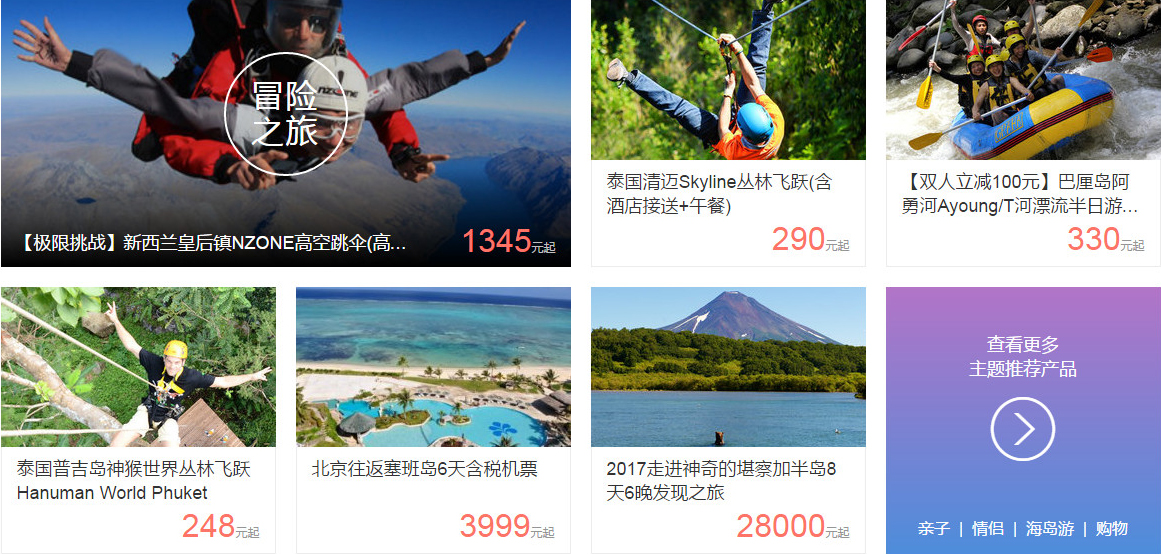 冒险
之旅
nzone
【极限挑战】新西兰皇后镇NZONE高空跳伞(高...
1345元起
泰国清迈Skyline丛林飞跃(含
酒店接送+午餐)
290元起
【双人立减100元】巴厘岛阿
勇河Ayoung/T河漂流半日游...
330元起
泰国普吉岛神猴世界丛林飞跃
Hanuman World Phuket
248元起
北京往返塞班岛6天含税机票
3999元起
2017走进神奇的堪察加半岛8
天6晚发现之旅
28000元起
查看更多
主题推荐产品
亲子 | 情侣 | 海岛游 | 购物